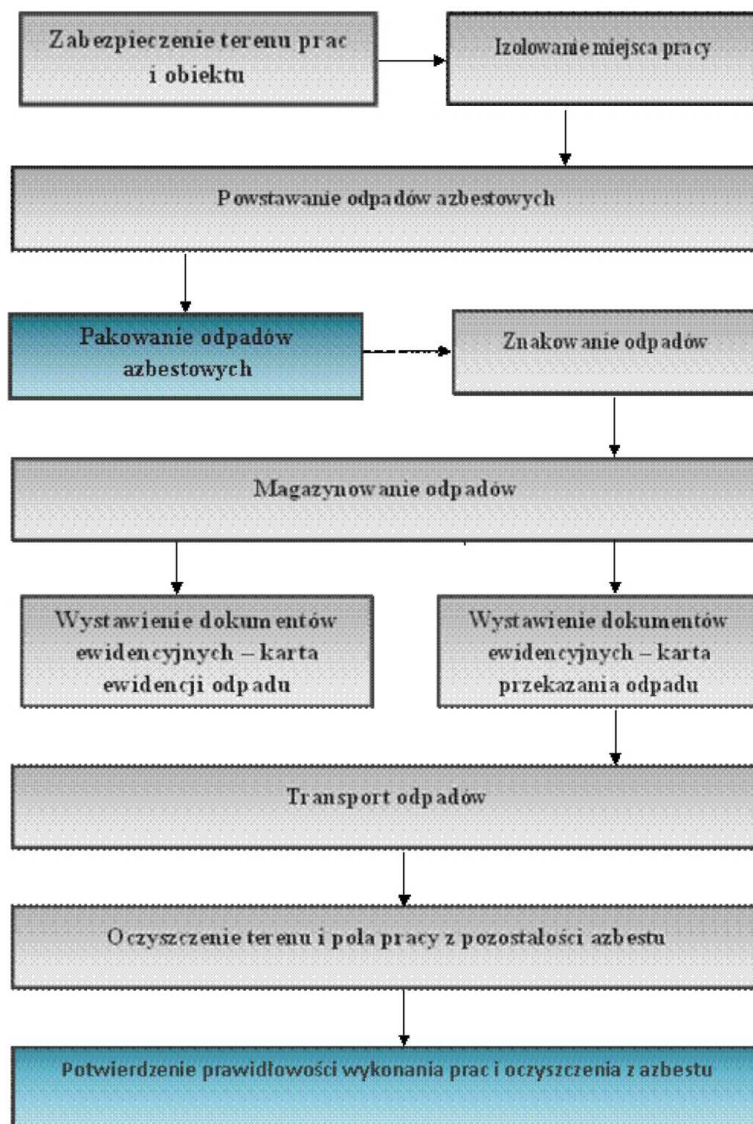 Zabezpieczenie terenu prac
i obiektu
Izolowanie miejsca pracy
Powstawanie odpadów azbestowych
Pakowanie odpadów
azbestowych
Znakowanie odpadów
Magazynowanie odpadów
Wystawienie dokumentów
ewidencyjnych – karta
ewidencji odpadu
Wystawienie dokumentów
ewidencyjnych – karta
przekazania odpadu
Transport odpadów
Oczyszczenie terenu i pola pracy z pozostałości azbestu
Potwierdzenie prawidłowości wykonania prac i oczyszczenia z azbestu